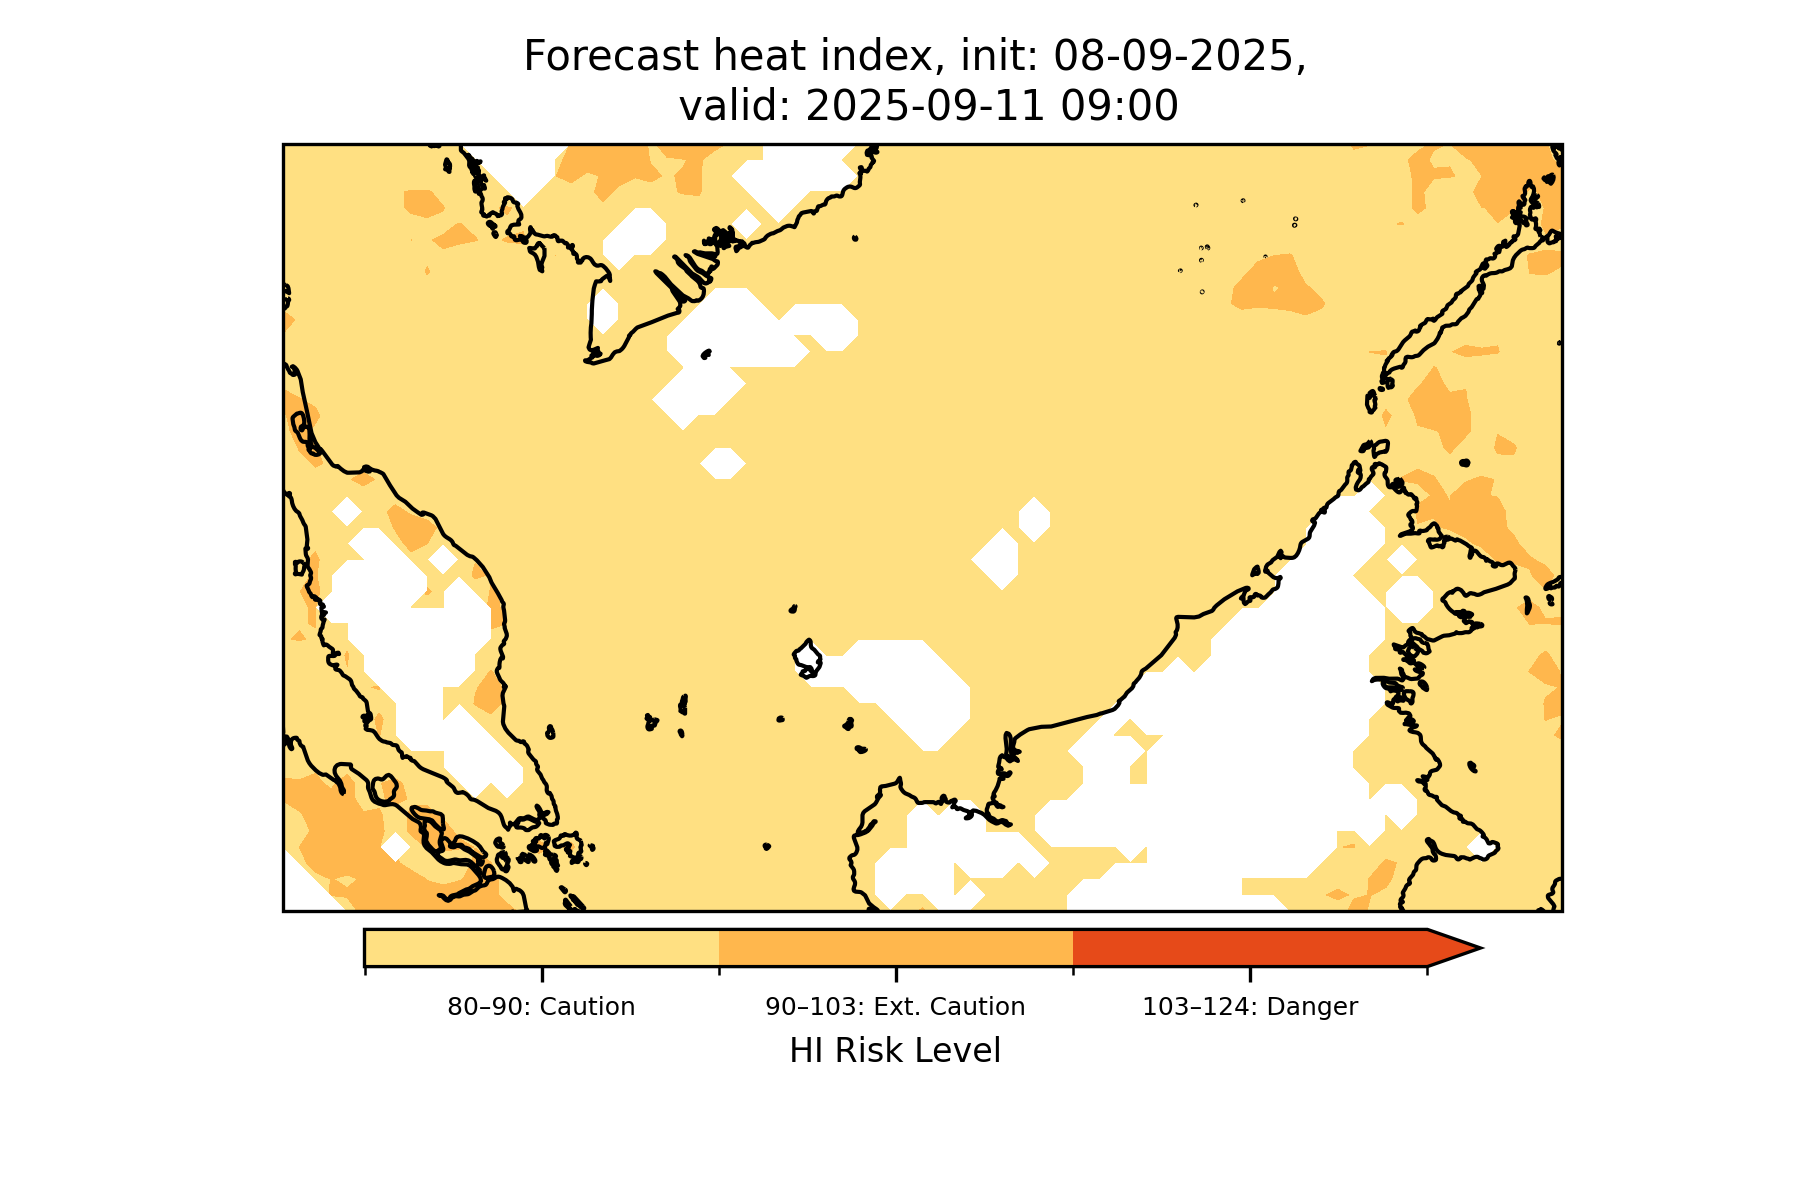 Forecast heat index, init: 08-09-2025,
valid: 2025-09-11 09:00
80–90: Caution
90–103: Ext. Caution
103–124: Danger
HI Risk Level